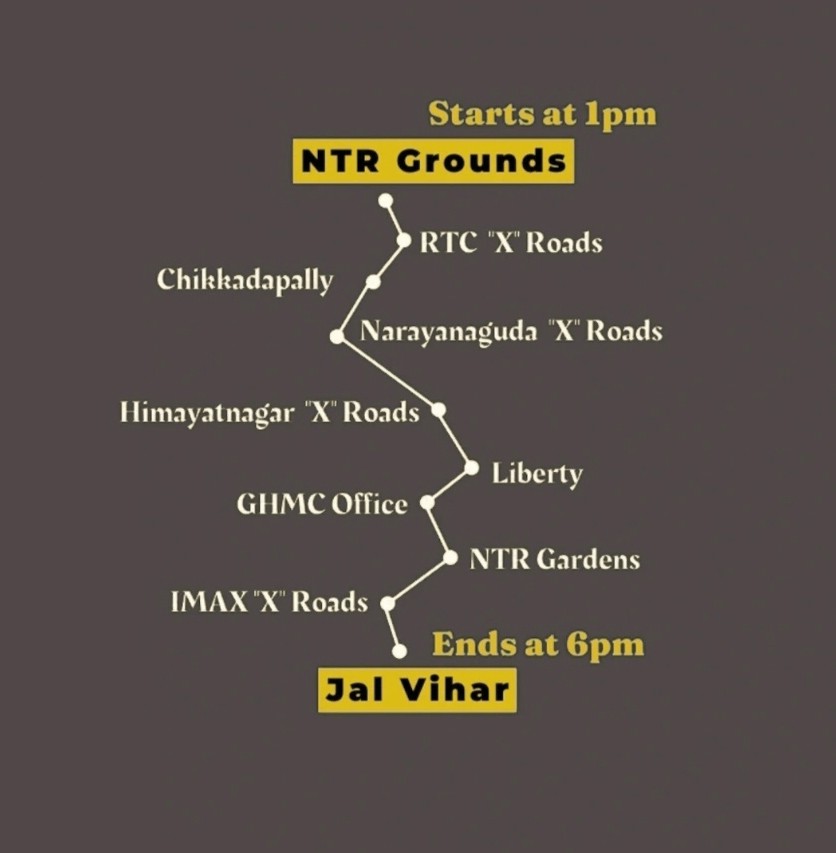 Starts at 1pm
NTR Grounds
RTC "X" Roads
Chikkadapally
Narayanaguda "X" Roads
Himayatnagar "X" Roads
Liberty
GHMC Office
NTR Gardens
IMAX "X" Roads
Ends at 6pm
Jal Vihar